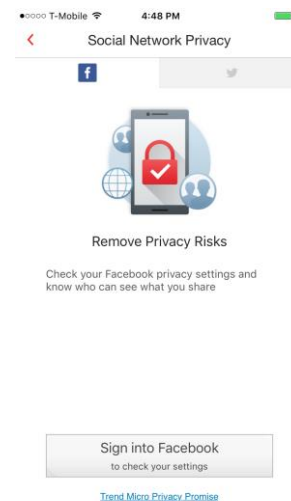 T-Mobile 4:48 PM
Social Network Privacy
f
Remove Privacy Risks
Check your Facebook privacy settings and
know who can see what you share
Sign into Facebook
to check your settings
Trend Micro Privacy Promise